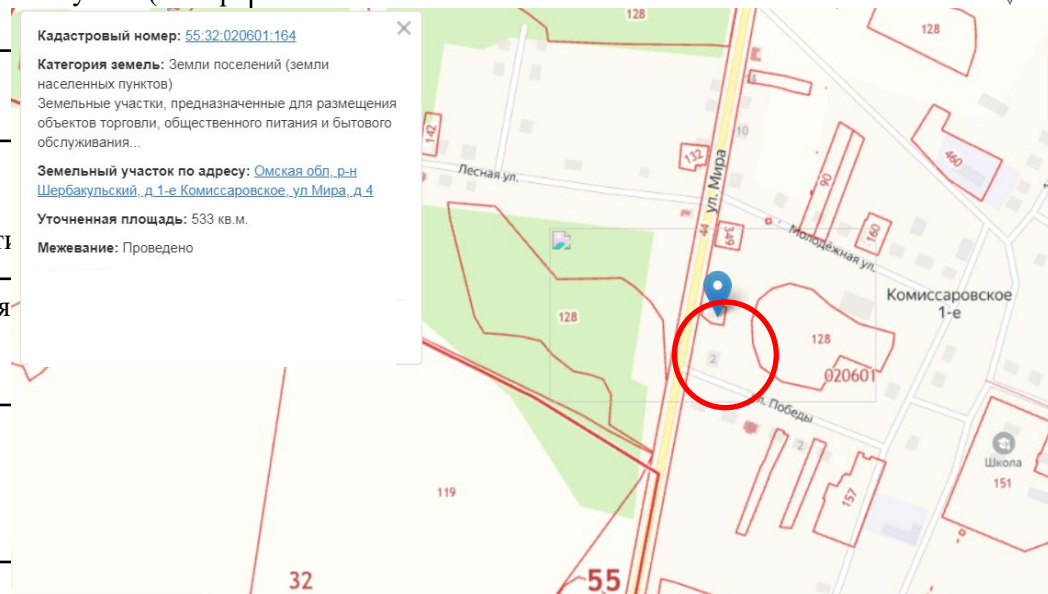 Кадастровый номер: 55:32:020601:164
Категория земель: Земли поселений (земли
населенных пунктов)
Земельные участки, предназначенные для размещения
объектов торговли, общественного питания и бытового
обслуживания...
Земельный участок по адресу: Омская обл, р-н
Шербакульский, д 1-е Комиссаровское, ул Мира, д 4
Уточненная площадь: 533 кв.м.
Межевание: Проведено
я
128
128
142
Лесная ул.
132
10
ул. Мира
90
460
44
349
Молодёжная ул.
160
Комиссаровское
1-е
128
128
2
020601
ул. Победы
2
Школа
151
157
119
32
55